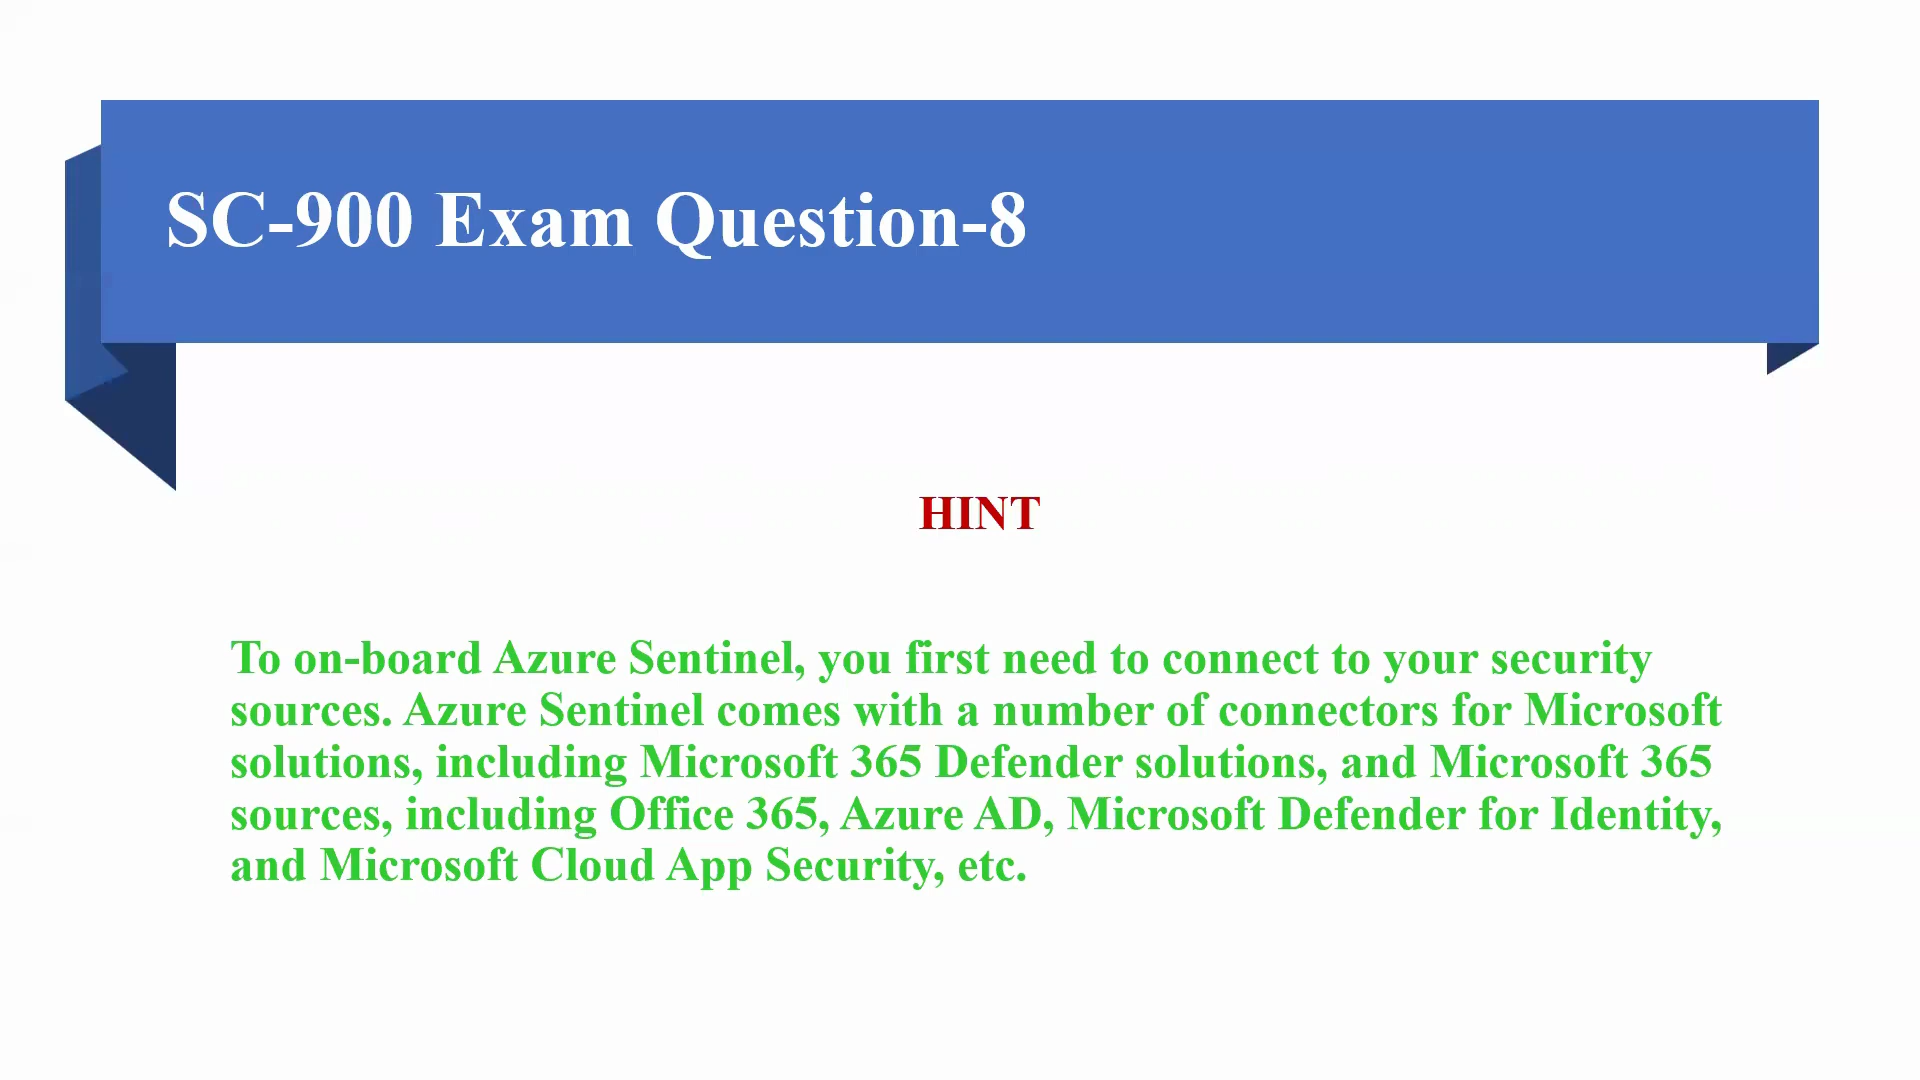 SC-900 Exam Question-8
HINT
To on-board Azure Sentinel, you first need to connect to your security
sources. Azure Sentinel comes with a number of connectors for Microsoft
solutions, including Microsoft 365 Defender solutions, and Microsoft 365
sources, including Office 365, Azure AD, Microsoft Defender for Identity,
and Microsoft Cloud App Security, etc.